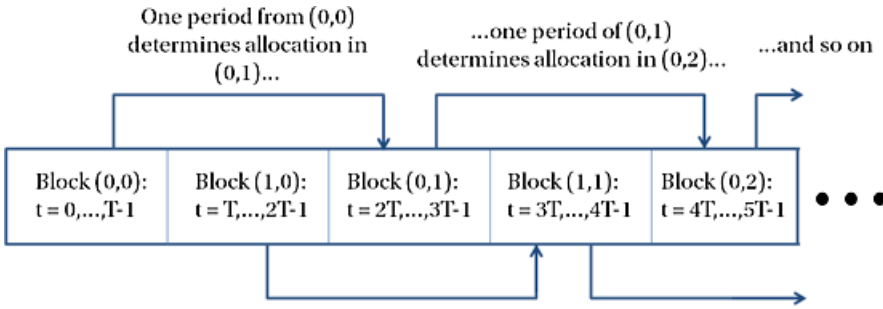 One period from (0,0)
determines allocation in
(0,1)...
...one period of (0,1)
determines allocation in (0,2)...
...and so on
Block (0,0):
t = 0,...,T-1
Block (1,0):
t = T,...,2T-1
Block (0,1):
t = 2T,...,3T-1
Block (1,1):
t = 3T,...,4T-1
Block (0,2):
t = 4T,...,5T-1